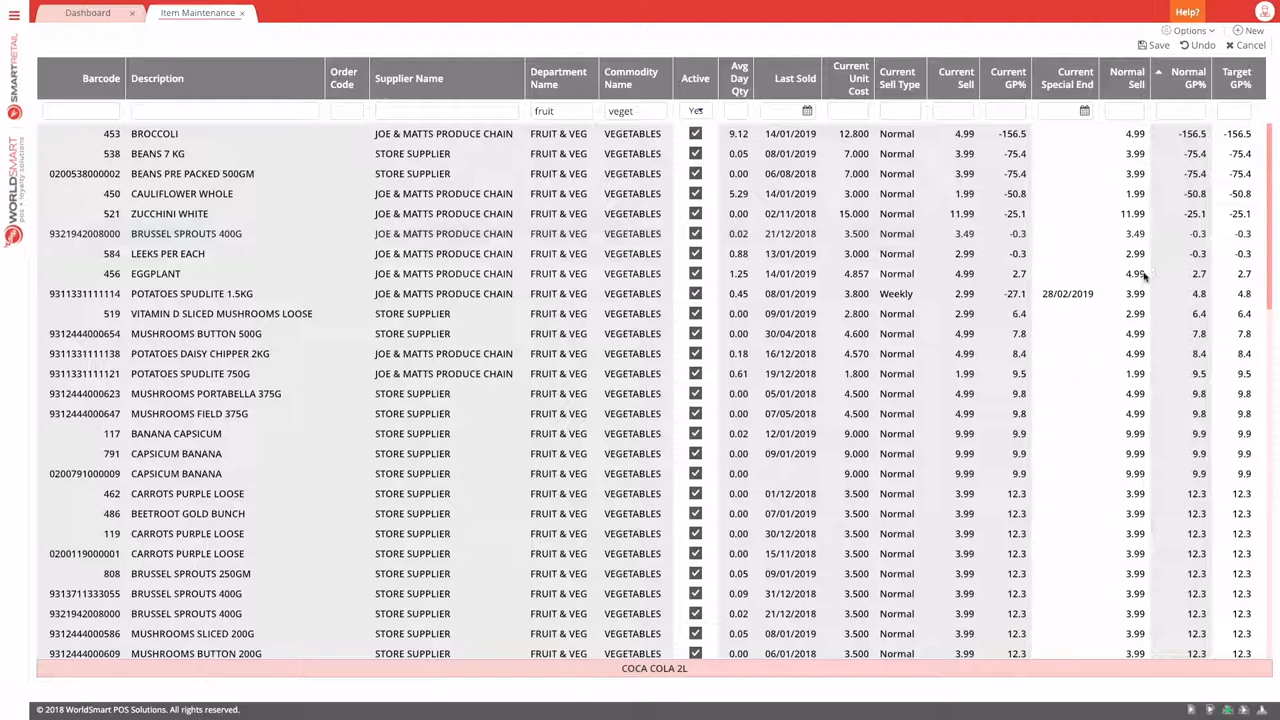 Dashboard × Item Maintenance × Help?
Options New
Save Undo Cancel
SMARTRETAIL
WORLDSMART
pos + loyalty solutions
Barcode Description Order Code Supplier Name Department Name Commodity Name Active Avg Day Qty Last Sold Current Unit Cost Current Sell Type Current Sell Current GP% Current Special End Normal Sell Normal GP% Target GP%
fruit veget Yes
453 BROCCOLI JOE & MATTS PRODUCE CHAIN FRUIT & VEG VEGETABLES 9.12 14/01/2019 12.800 Normal 4.99 -156.5 4.99 -156.5 -156.5
538 BEANS 7 KG STORE SUPPLIER FRUIT & VEG VEGETABLES 0.05 08/01/2019 7.000 Normal 3.99 -75.4 3.99 -75.4 -75.4
0200538000002 BEANS PRE PACKED 500GM STORE SUPPLIER FRUIT & VEG VEGETABLES 0.00 06/08/2018 7.000 Normal 3.99 -75.4 3.99 -75.4 -75.4
450 CAULIFLOWER WHOLE JOE & MATTS PRODUCE CHAIN FRUIT & VEG VEGETABLES 5.29 14/01/2019 3.000 Normal 1.99 -50.8 1.99 -50.8 -50.8
521 ZUCCHINI WHITE JOE & MATTS PRODUCE CHAIN FRUIT & VEG VEGETABLES 0.00 02/11/2018 15.000 Normal 11.99 -25.1 11.99 -25.1 -25.1
9321942008000 BRUSSEL SPROUTS 400G JOE & MATTS PRODUCE CHAIN FRUIT & VEG VEGETABLES 0.02 21/12/2018 3.500 Normal 3.49 -0.3 3.49 -0.3 -0.3
584 LEEKS PER EACH JOE & MATTS PRODUCE CHAIN FRUIT & VEG VEGETABLES 0.88 13/01/2019 3.000 Normal 2.99 -0.3 2.99 -0.3 -0.3
456 EGGPLANT JOE & MATTS PRODUCE CHAIN FRUIT & VEG VEGETABLES 1.25 14/01/2019 4.857 Normal 4.99 2.7 4.99 2.7 2.7
9311331111114 POTATOES SPUDLITE 1.5KG JOE & MATTS PRODUCE CHAIN FRUIT & VEG VEGETABLES 0.45 08/01/2019 3.800 Weekly 2.99 -27.1 28/02/2019 3.99 4.8 4.8
519 VITAMIN D SLICED MUSHROOMS LOOSE STORE SUPPLIER FRUIT & VEG VEGETABLES 0.00 09/01/2019 2.800 Normal 2.99 6.4 2.99 6.4 6.4
9312444000654 MUSHROOMS BUTTON 500G STORE SUPPLIER FRUIT & VEG VEGETABLES 0.00 30/04/2018 4.600 Normal 4.99 7.8 4.99 7.8 7.8
9311331111138 POTATOES DAISY CHIPPER 2KG JOE & MATTS PRODUCE CHAIN FRUIT & VEG VEGETABLES 0.18 16/12/2018 4.570 Normal 4.99 8.4 4.99 8.4 8.4
9311331111121 POTATOES SPUDLITE 750G JOE & MATTS PRODUCE CHAIN FRUIT & VEG VEGETABLES 0.61 19/12/2018 1.800 Normal 1.99 9.5 1.99 9.5 9.5
9312444000623 MUSHROOMS PORTABELLA 375G STORE SUPPLIER FRUIT & VEG VEGETABLES 0.00 05/01/2018 4.500 Normal 4.99 9.8 4.99 9.8 9.8
9312444000647 MUSHROOMS FIELD 375G STORE SUPPLIER FRUIT & VEG VEGETABLES 0.00 07/05/2018 4.500 Normal 4.99 9.8 4.99 9.8 9.8
117 BANANA CAPSICUM STORE SUPPLIER FRUIT & VEG VEGETABLES 0.02 12/01/2019 9.000 Normal 9.99 9.9 9.99 9.9 9.9
791 CAPSICUM BANANA STORE SUPPLIER FRUIT & VEG VEGETABLES 0.00 09/01/2019 9.000 Normal 9.99 9.9 9.99 9.9 9.9
0200791000009 CAPSICUM BANANA STORE SUPPLIER FRUIT & VEG VEGETABLES 0.00 9.000 Normal 9.99 9.9 9.99 9.9 9.9
462 CARROTS PURPLE LOOSE STORE SUPPLIER FRUIT & VEG VEGETABLES 0.00 01/12/2018 3.500 Normal 3.99 12.3 3.99 12.3 12.3
486 BEETROOT GOLD BUNCH STORE SUPPLIER FRUIT & VEG VEGETABLES 0.00 07/01/2019 3.500 Normal 3.99 12.3 3.99 12.3 12.3
119 CARROTS PURPLE LOOSE STORE SUPPLIER FRUIT & VEG VEGETABLES 0.00 30/12/2018 3.500 Normal 3.99 12.3 3.99 12.3 12.3
0200119000001 CARROTS PURPLE LOOSE STORE SUPPLIER FRUIT & VEG VEGETABLES 0.00 15/11/2018 3.500 Normal 3.99 12.3 3.99 12.3 12.3
808 BRUSSEL SPROUTS 250GM STORE SUPPLIER FRUIT & VEG VEGETABLES 0.05 09/01/2019 3.500 Normal 3.99 12.3 3.99 12.3 12.3
9313711333055 BRUSSEL SPROUTS 400G STORE SUPPLIER FRUIT & VEG VEGETABLES 0.09 31/12/2018 3.500 Normal 3.99 12.3 3.99 12.3 12.3
9321942008000 BRUSSEL SPROUTS 400G STORE SUPPLIER FRUIT & VEG VEGETABLES 0.02 21/12/2018 3.500 Normal 3.99 12.3 3.99 12.3 12.3
9312444000586 MUSHROOMS SLICED 200G STORE SUPPLIER FRUIT & VEG VEGETABLES 0.05 08/01/2019 3.500 Normal 3.99 12.3 3.99 12.3 12.3
9312444000609 MUSHROOMS BUTTON 200G STORE SUPPLIER FRUIT & VEG VEGETABLES 0.00 06/01/2018 3.500 Normal 3.99 12.3 3.99 12.3 12.3
COCA COLA 2L
© 2018 WorldSmart POS Solutions. All rights reserved.